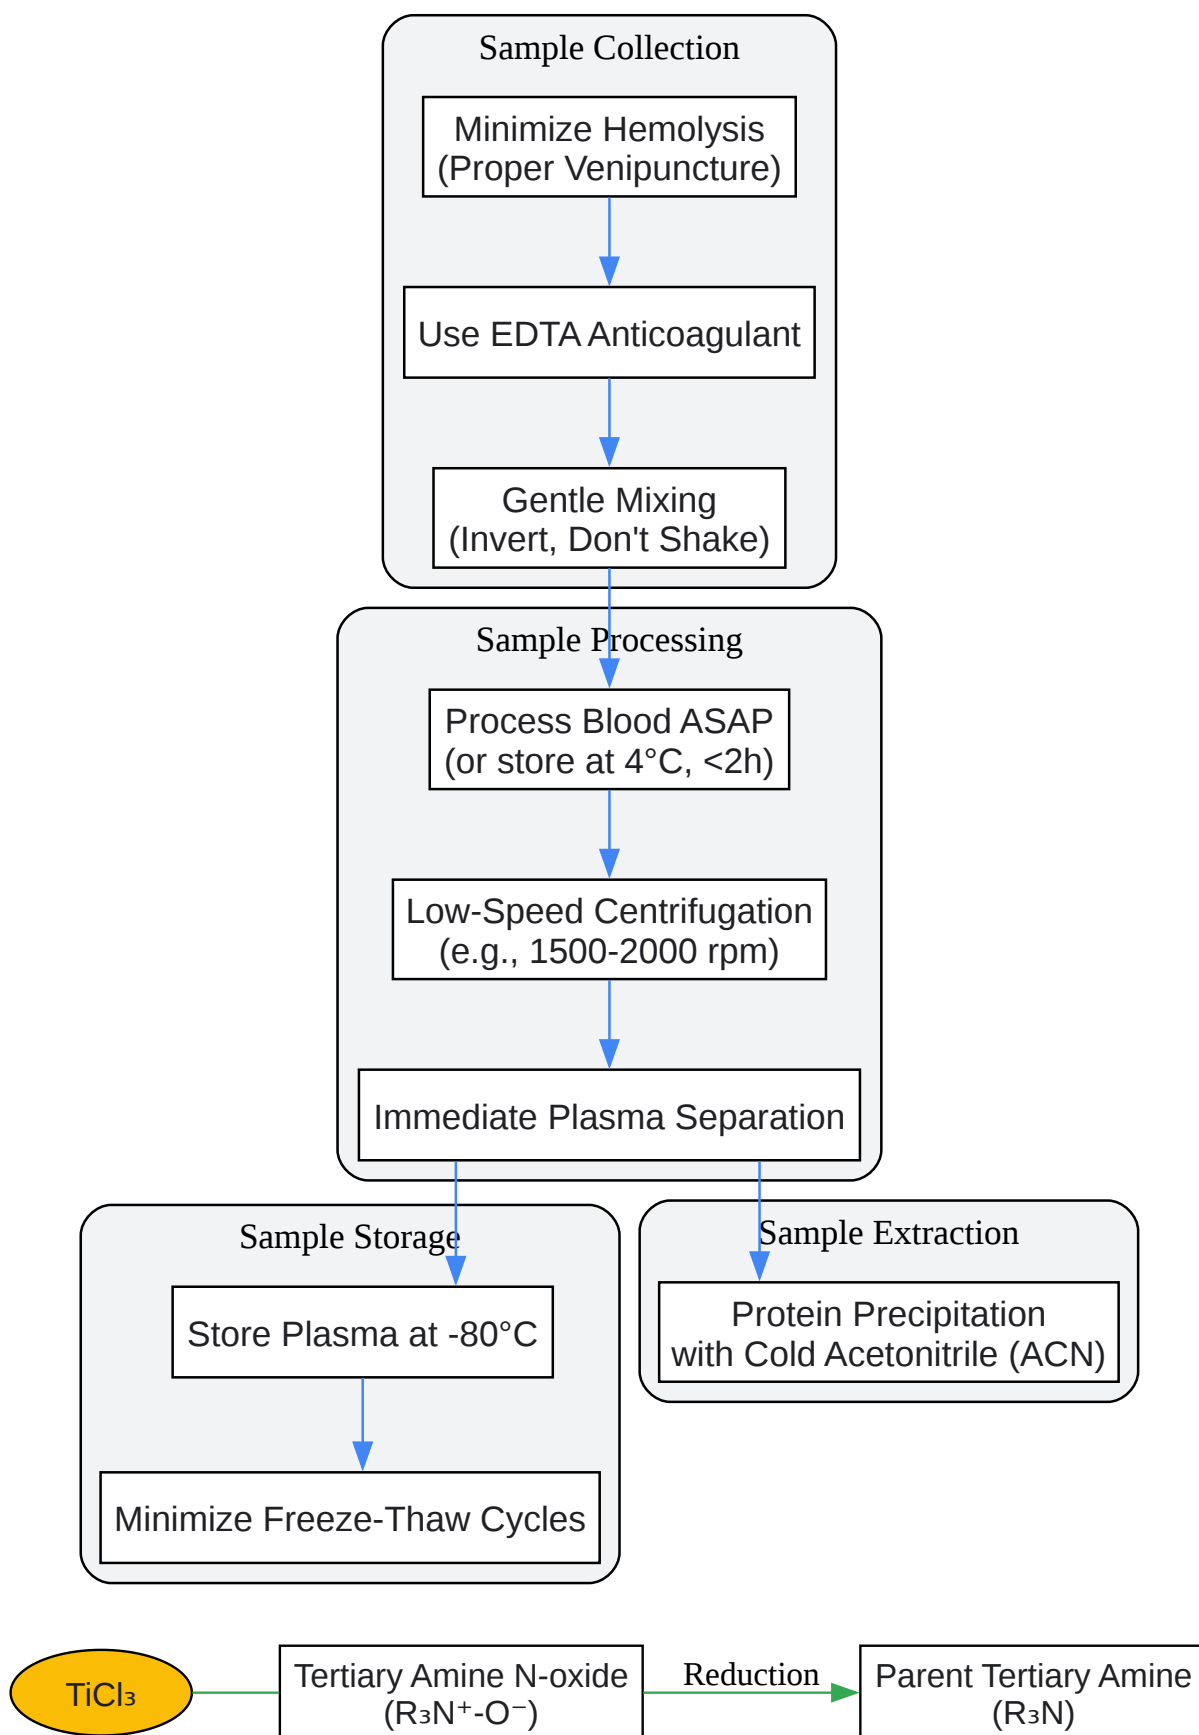 Sample Collection
Minimize Hemolysis
(Proper Venipuncture)
Use EDTA Anticoagulant
Gentle Mixing
(Invert, Don't Shake)
Sample Processing
Process Blood ASAP
(or store at 4°C, <2h)
Low-Speed Centrifugation
(e.g., 1500-2000 rpm)
Immediate Plasma Separation
Sample Storage
Store Plasma at -80°C
Minimize Freeze-Thaw Cycles
Sample Extraction
Protein Precipitation
with Cold Acetonitrile (ACN)
TiCl₃
Tertiary Amine N-oxide
(R₃N⁺-O⁻)
Reduction
Parent Tertiary Amine
(R₃N)